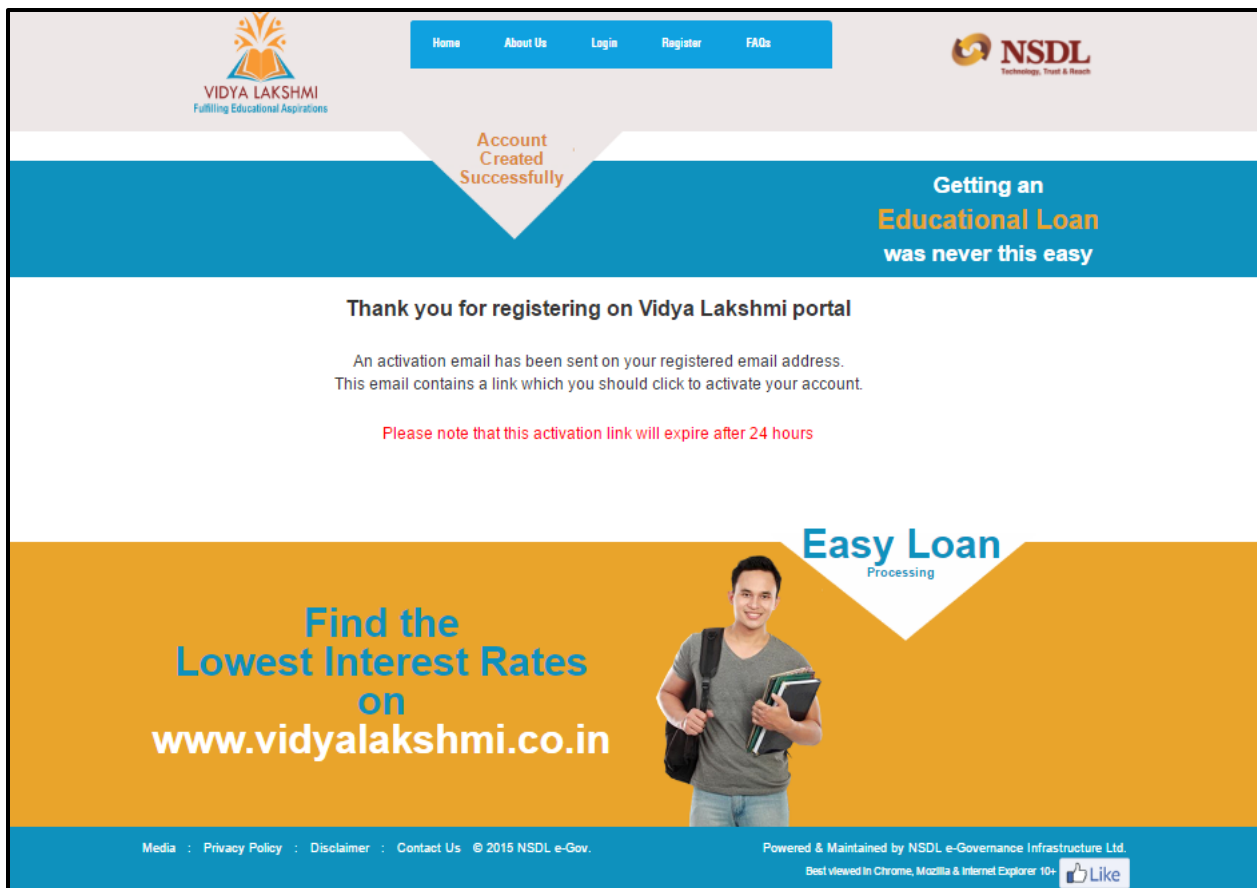 VIDYA LAKSHMI
Fulfilling Educational Aspirations
Home About Us Login Register FAQs
NSDL
Technology, Trust & Reach
Account
Created
Successfully
Getting an
Educational Loan
was never this easy
Thank you for registering on Vidya Lakshmi portal
An activation email has been sent on your registered email address.
This email contains a link which you should click to activate your account.
Please note that this activation link will expire after 24 hours
Easy Loan
Processing
Find the
Lowest Interest Rates
on
www.vidyalakshmi.co.in
Media : Privacy Policy : Disclaimer : Contact Us © 2015 NSDL e-Gov.
Powered & Maintained by NSDL e-Governance Infrastructure Ltd.
Best viewed in Chrome, Mozilla & Internet Explorer 10+
Like